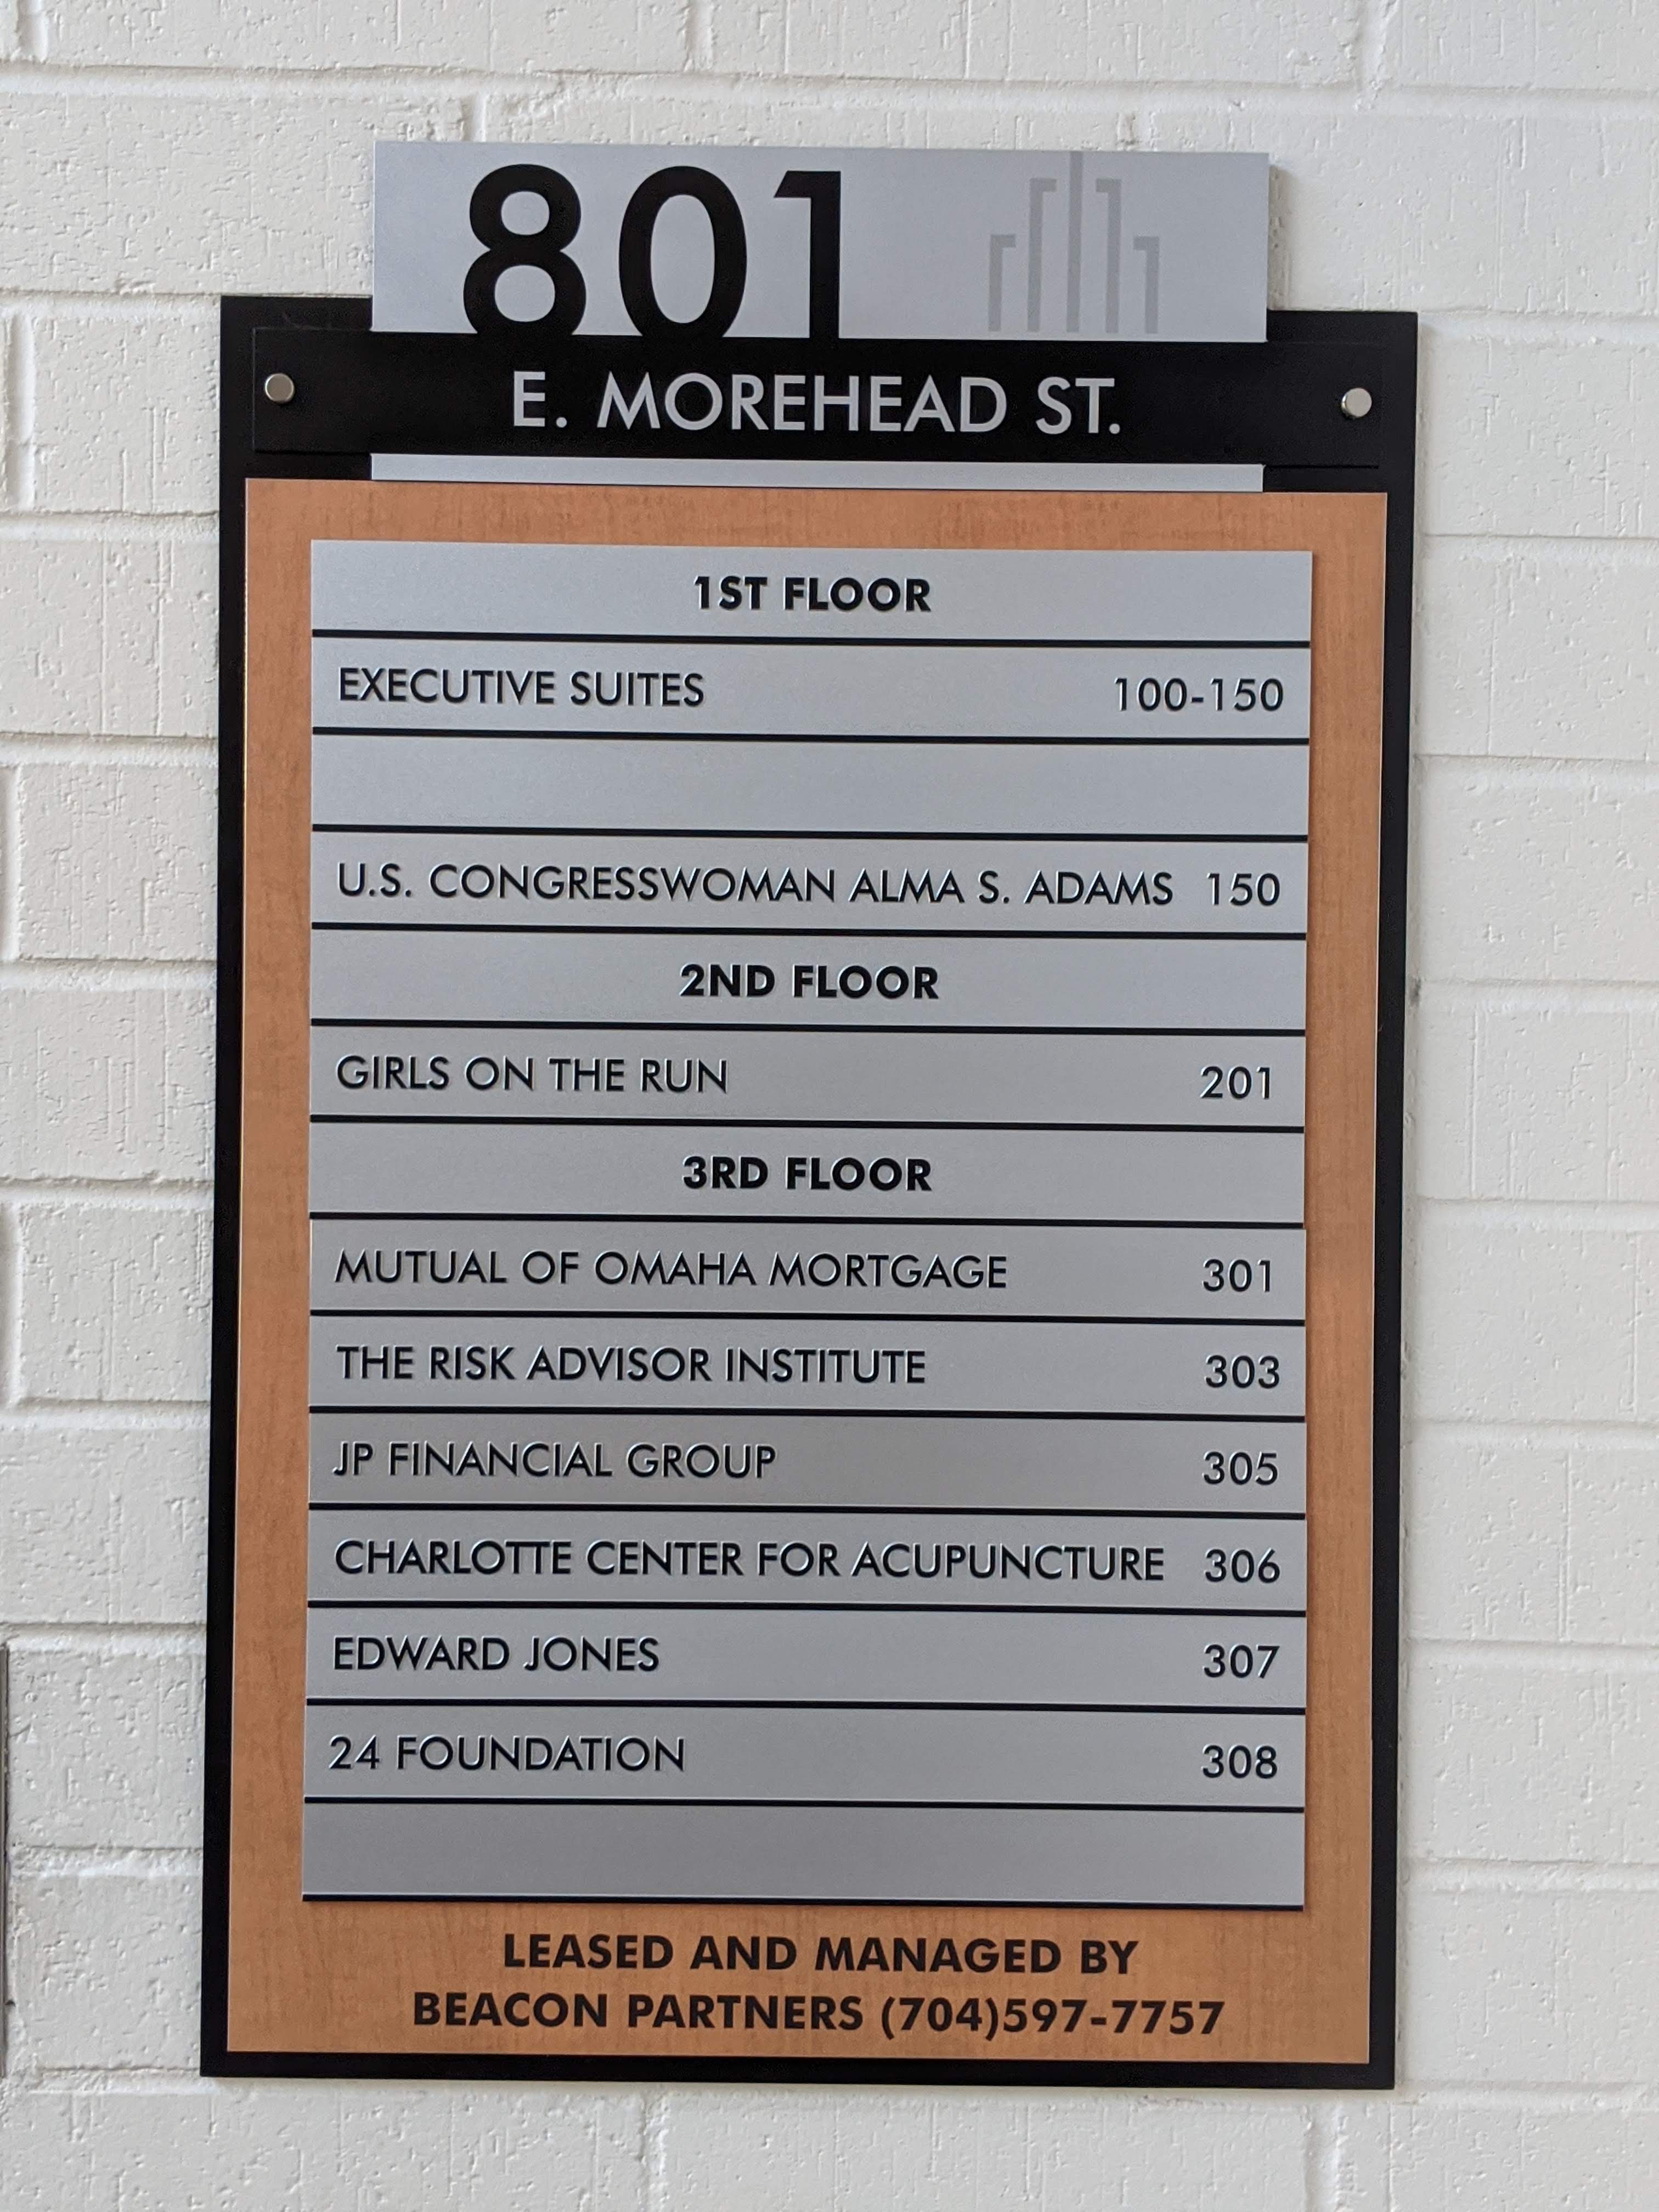 801
E. MOREHEAD ST.
1ST FLOOR
EXECUTIVE SUITES 100-150
U.S. CONGRESSWOMAN ALMA S. ADAMS 150
2ND FLOOR
GIRLS ON THE RUN 201
3RD FLOOR
MUTUAL OF OMAHA MORTGAGE 301
THE RISK ADVISOR INSTITUTE 303
JP FINANCIAL GROUP 305
CHARLOTTE CENTER FOR ACUPUNCTURE 306
EDWARD JONES 307
24 FOUNDATION 308
LEASED AND MANAGED BY
BEACON PARTNERS (704)597-7757